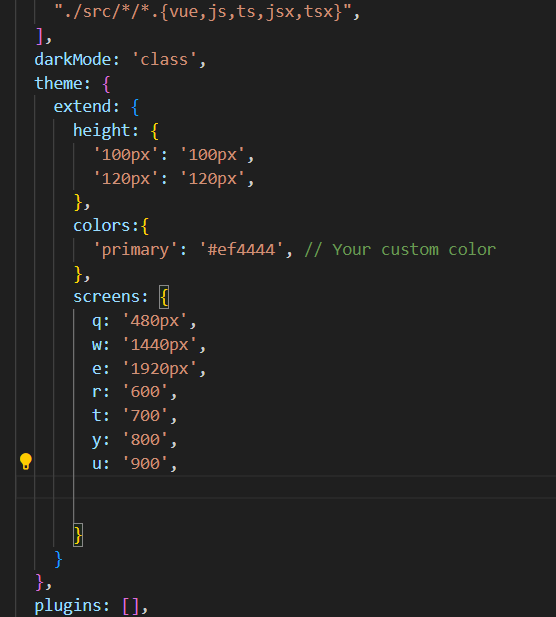 "./src/*/*.{vue,js,ts,jsx,tsx}",
],
darkMode: 'class',
theme: {
extend: {
height: {
'100px': '100px',
'120px': '120px',
},
colors:{
'primary': '#ef4444', // Your custom color
},
screens: {
q: '480px',
w: '1440px',
e: '1920px',
r: '600',
t: '700',
y: '800',
u: '900',
}
}
},
plugins: [],